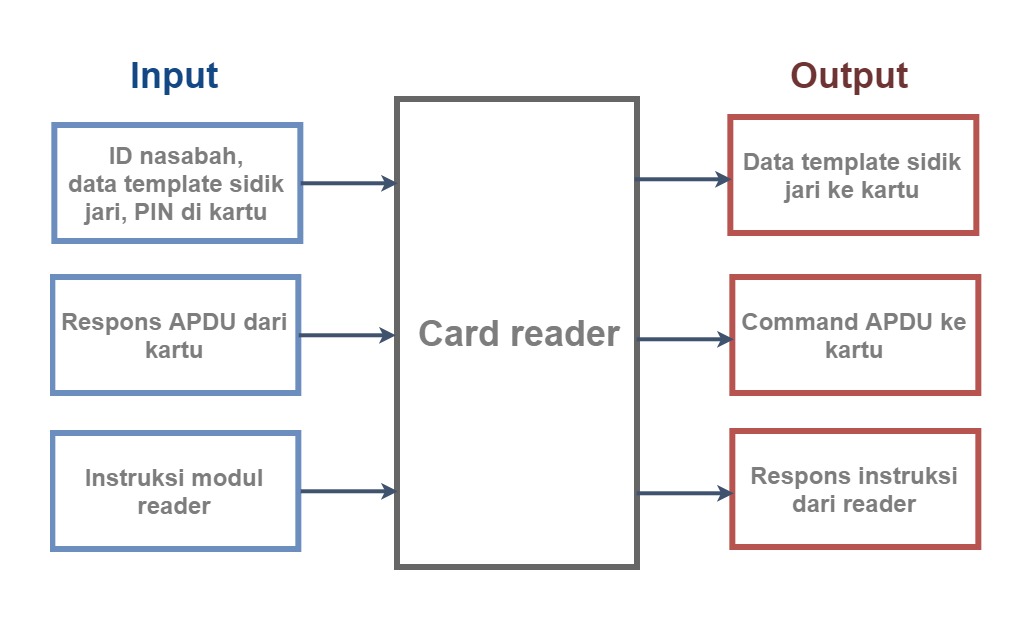 Input
Output
ID nasabah,
data template sidik
jari, PIN di kartu
Respons APDU dari
kartu
Instruksi modul
reader
Card reader
Data template sidik
jari ke kartu
Command APDU ke
kartu
Respons instruksi
dari reader